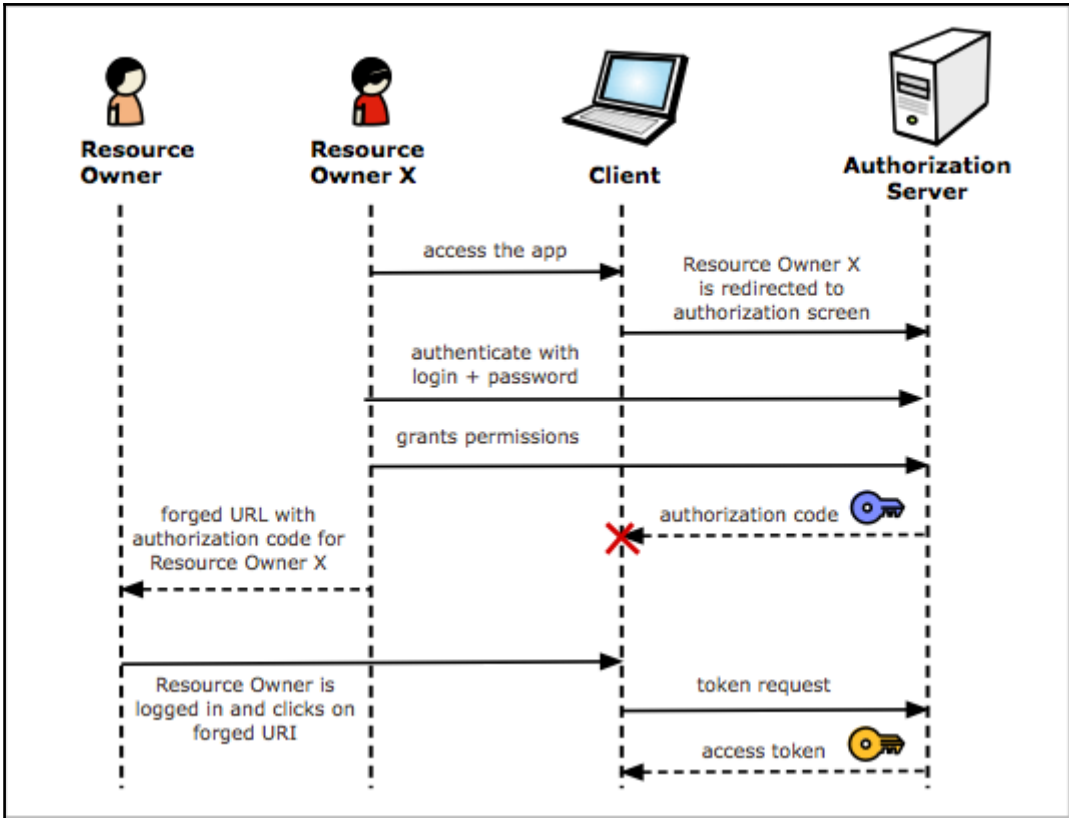 Resource
Owner
Resource
Owner X
Client
Authorization
Server
access the app
Resource Owner X
is redirected to
authorization screen
authenticate with
login + password
grants permissions
authorization code
forged URL with
authorization code for
Resource Owner X
Resource Owner is
logged in and clicks on
forged URI
token request
access token